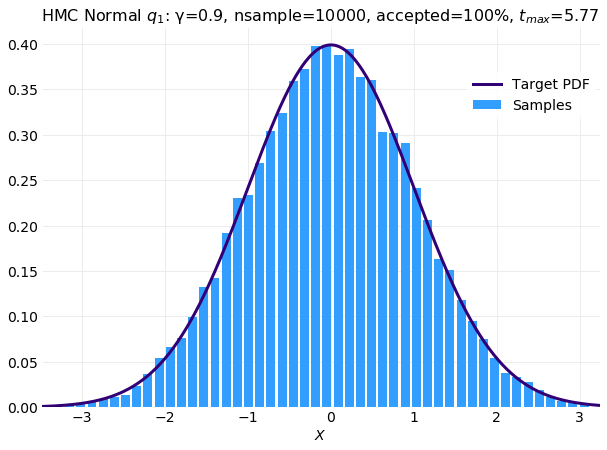 HMC Normal q₁: γ=0.9, nsample=10000, accepted=100%, tₘₐₓ=5.77
0.40
Target PDF
0.35
Samples
0.30
0.25
0.20
0.15
0.10
0.05
0.00
−3 −2 −1 0 1 2 3
X